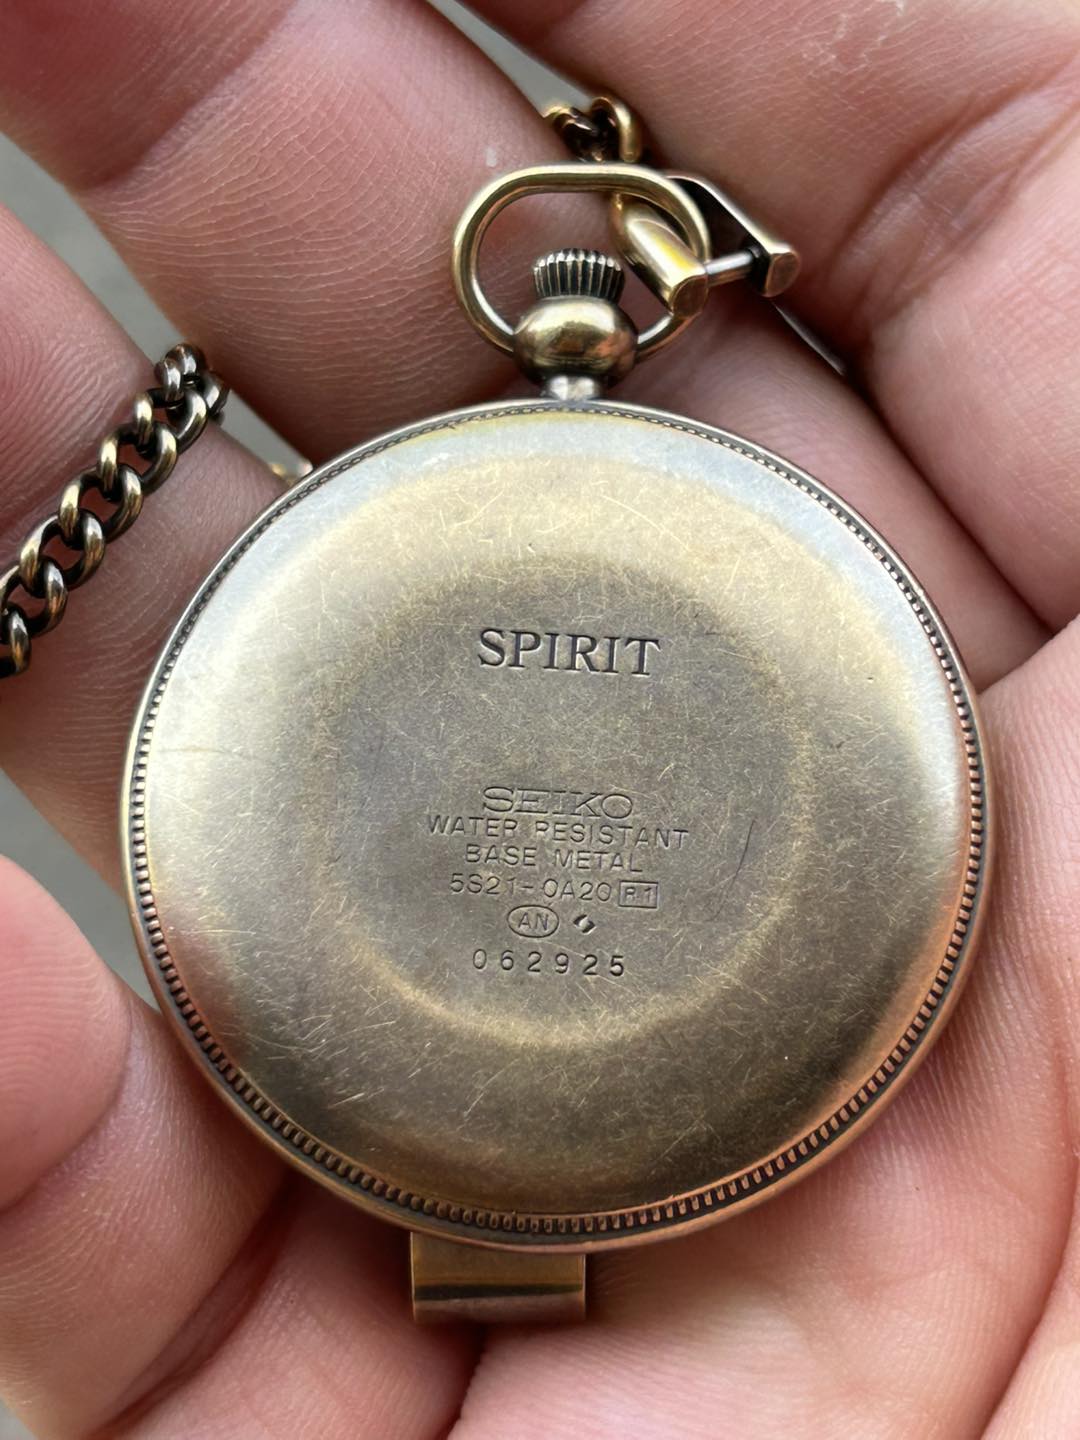 SPIRIT
SEIKO
WATER RESISTANT
BASE METAL
5S21-0A20 R1
AN
062925